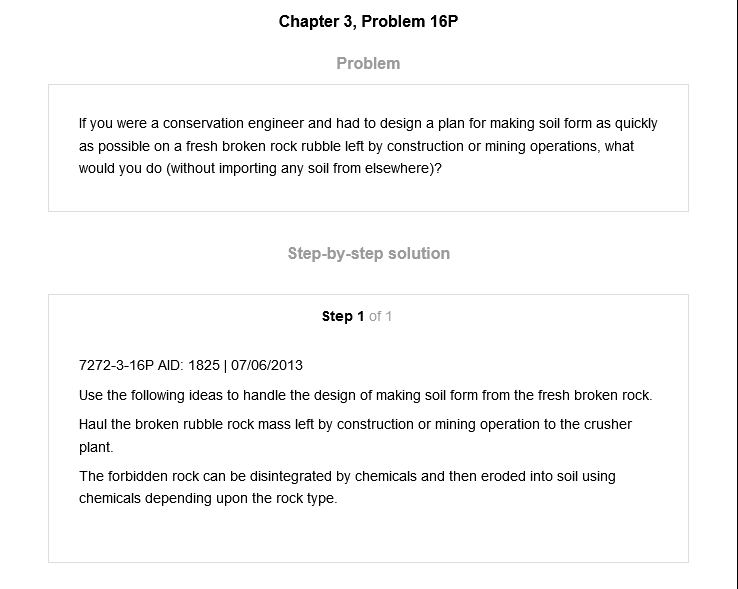 Chapter 3, Problem 16P
Problem
If you were a conservation engineer and had to design a plan for making soil form as quickly
as possible on a fresh broken rock rubble left by construction or mining operations, what
would you do (without importing any soil from elsewhere)?
Step-by-step solution
Step 1 of 1
7272-3-16P AID: 1825 | 07/06/2013
Use the following ideas to handle the design of making soil form from the fresh broken rock.
Haul the broken rubble rock mass left by construction or mining operation to the crusher
plant.
The forbidden rock can be disintegrated by chemicals and then eroded into soil using
chemicals depending upon the rock type.